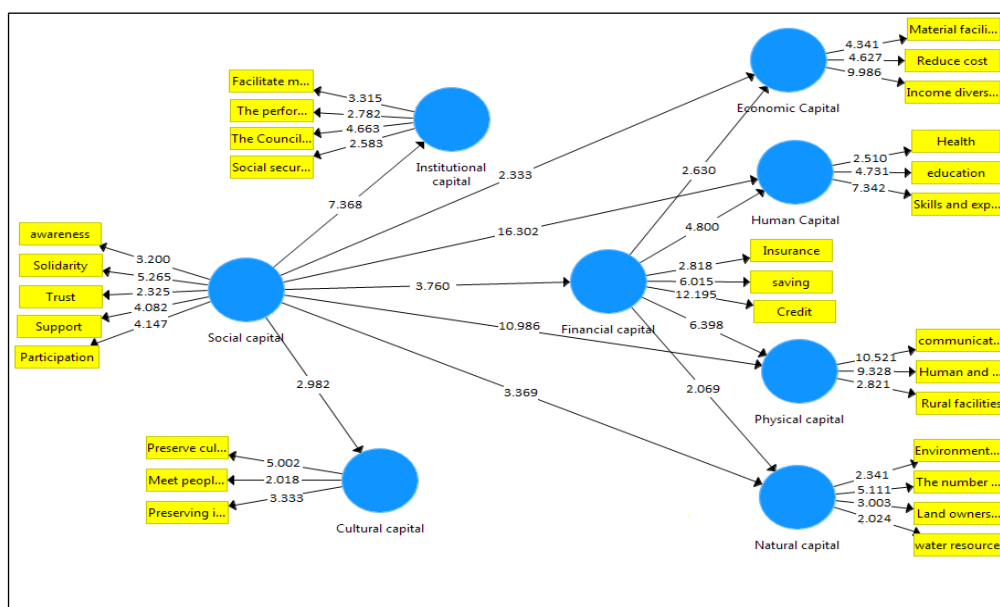 Facilitate m...
The perfor...
The Council...
Social secur...
3.315
2.782
4.663
2.583
Institutional
capital
7.368
Material facili...
Reduce cost
Income divers...
4.341
4.627
9.986
Economic Capital
2.333
2.630
Health
education
Skills and exp...
2.510
4.731
7.342
Human Capital
16.302
4.800
awareness
Solidarity
Trust
Support
Participation
3.200
5.265
2.325
4.082
4.147
Social capital
3.760
Financial capital
Insurance
saving
Credit
2.818
6.015
12.195
10.986
6.398
communicat...
Human and ...
Rural facilities
10.521
9.328
2.821
Physical capital
2.982
3.369
2.069
Preserve cul...
Meet peopl...
Preserving i...
5.002
2.018
3.333
Cultural capital
Environment...
The number ...
Land owners...
water resource
2.341
5.111
3.003
2.024
Natural capital